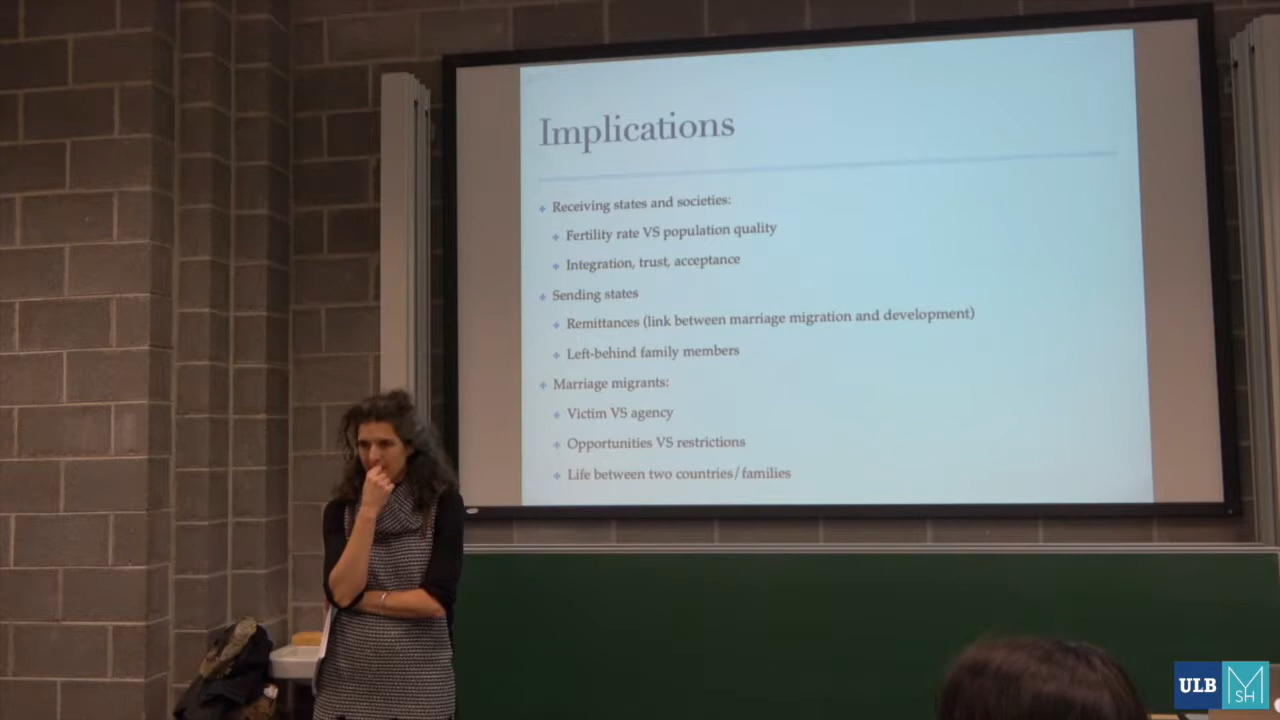 Implications
Receiving states and societies:
Fertility rate VS population quality
Integration, trust, acceptance
Sending states
Remittances (link between marriage migration and development)
Left-behind family members
Marriage migrants:
Victim VS agency
Opportunities VS restrictions
Life between two countries/families
ULB
MSH